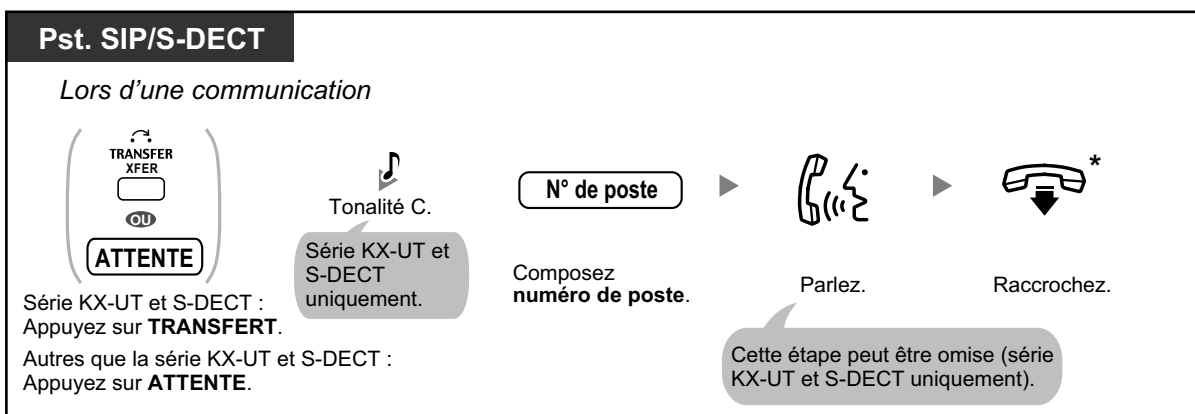 Pst. SIP/S-DECT
Lors d'une communication
TRANSFER
XFER
OU
ATTENTE
Série KX-UT et S-DECT :
Appuyez sur TRANSFERT.
Autres que la série KX-UT et S-DECT :
Appuyez sur ATTENTE.
Tonalité C.
Série KX-UT et
S-DECT
uniquement.
N° de poste
Composez
numéro de poste.
Parlez.
Cette étape peut être omise (série
KX-UT et S-DECT uniquement).
*
Raccrochez.